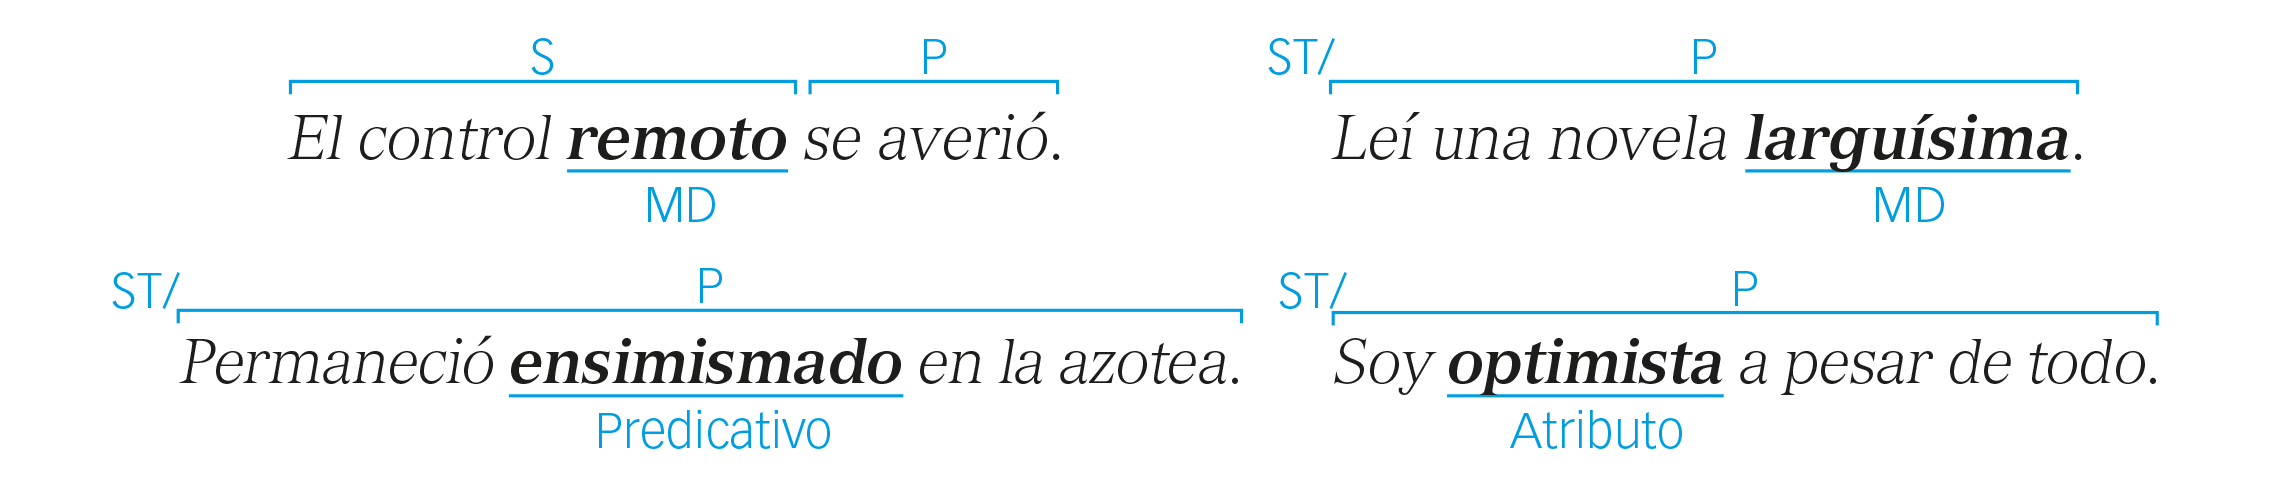 S P
El control remoto se averió.
MD
ST/ P
Leí una novela larguísima.
MD
ST/ P
Permaneció ensimismado en la azotea.
Predicativo
ST/ P
Soy optimista a pesar de todo.
Atributo